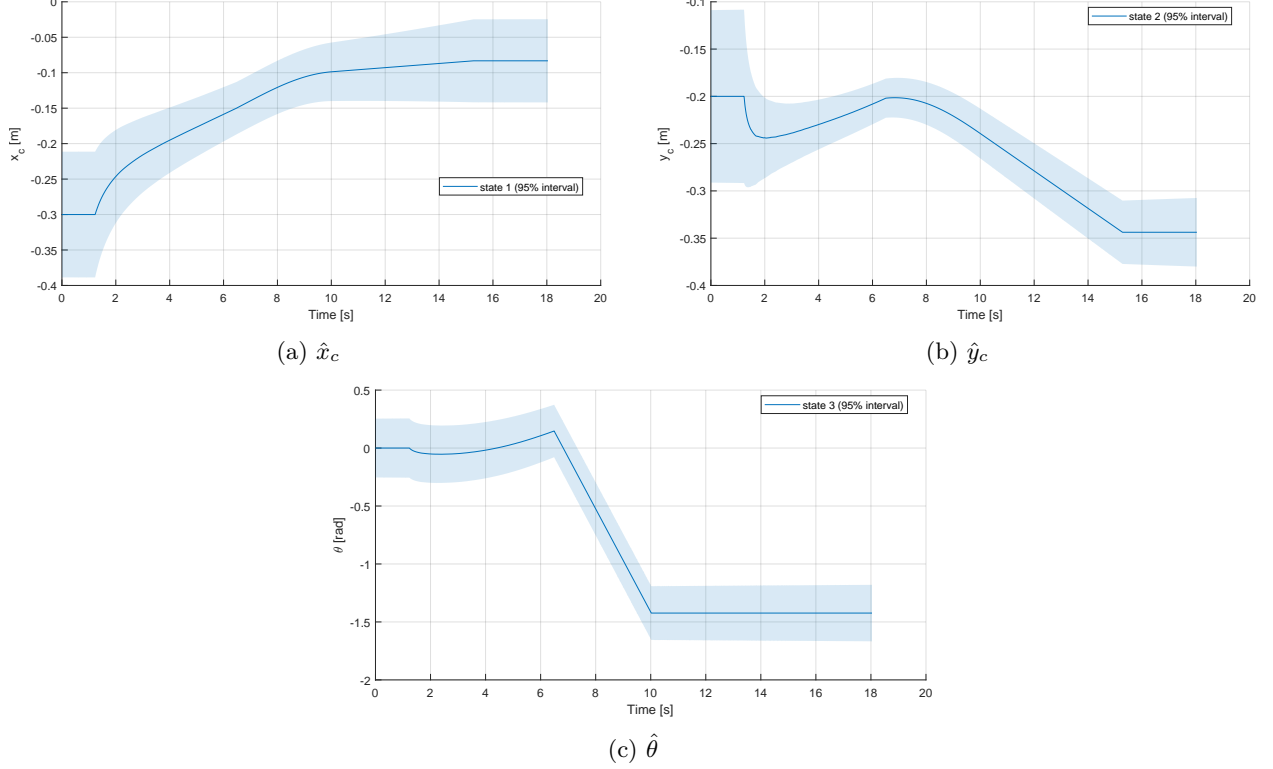 0
-0.05
-0.1
-0.15
-0.2
-0.25
-0.3
-0.35
-0.4
x_c [m]
state 1 (95% interval)
0 2 4 6 8 10 12 14 16 18 20
Time [s]
(a) x̂_c
-0.1
-0.15
-0.2
-0.25
-0.3
-0.35
-0.4
y_c [m]
state 2 (95% interval)
0 2 4 6 8 10 12 14 16 18 20
Time [s]
(b) ŷ_c
0.5
0
-0.5
-1
-1.5
-2
θ [rad]
state 3 (95% interval)
0 2 4 6 8 10 12 14 16 18 20
Time [s]
(c) θ̂